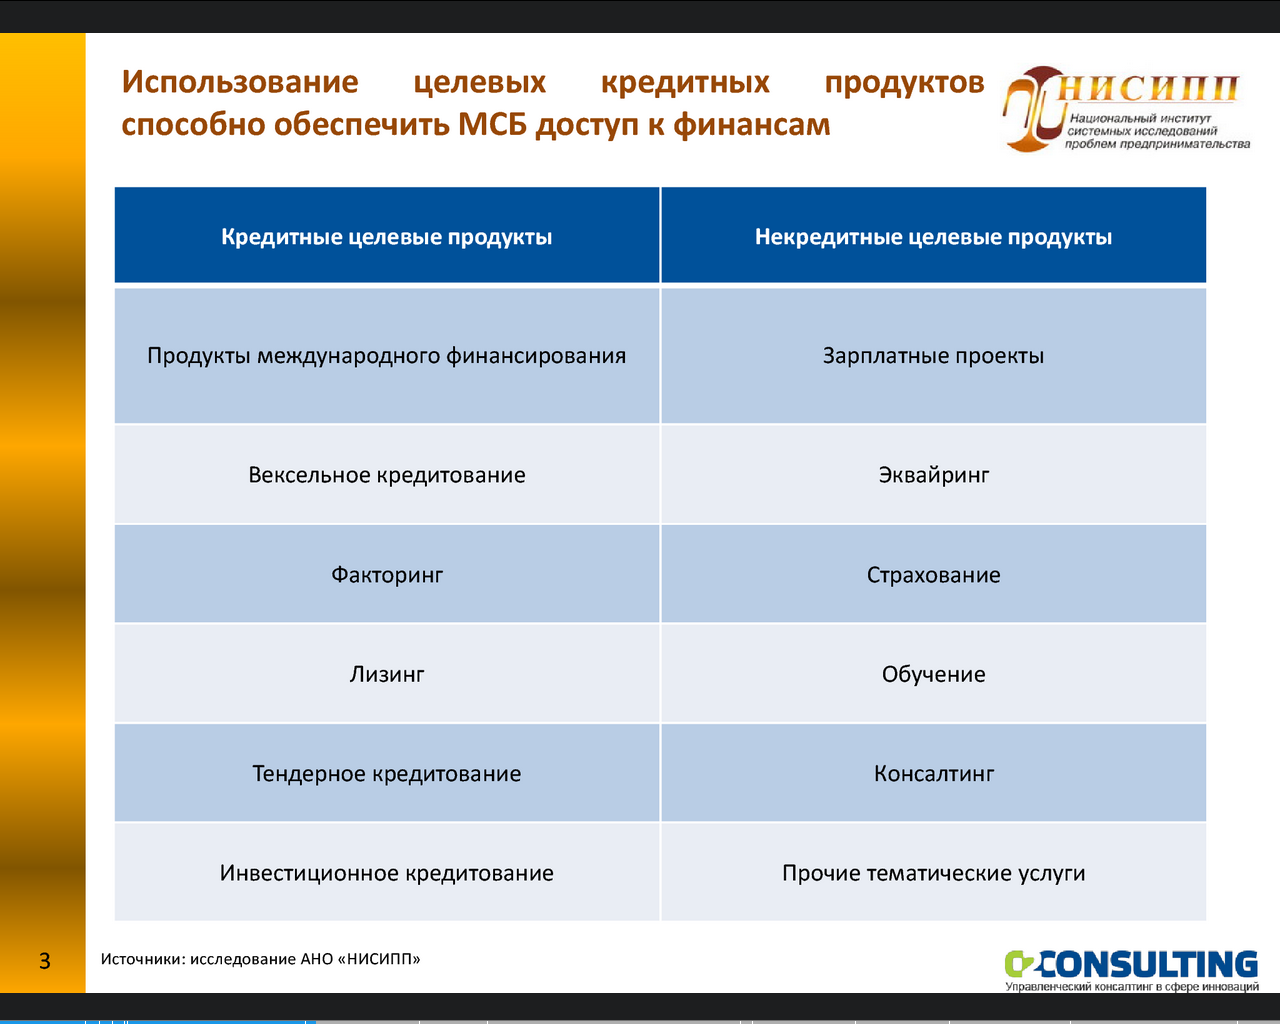 Использование целевых кредитных продуктов
способно обеспечить МСБ доступ к финансам
НИСИПП
Национальный институт
системных исследований
проблем предпринимательства
Кредитные целевые продукты
Некредитные целевые продукты
Продукты международного финансирования
Зарплатные проекты
Вексельное кредитование
Эквайринг
Факторинг
Страхование
Лизинг
Обучение
Тендерное кредитование
Консалтинг
Инвестиционное кредитование
Прочие тематические услуги
3
Источники: исследование АНО «НИСИПП»
C2CONSULTING
Управленческий консалтинг в сфере инноваций